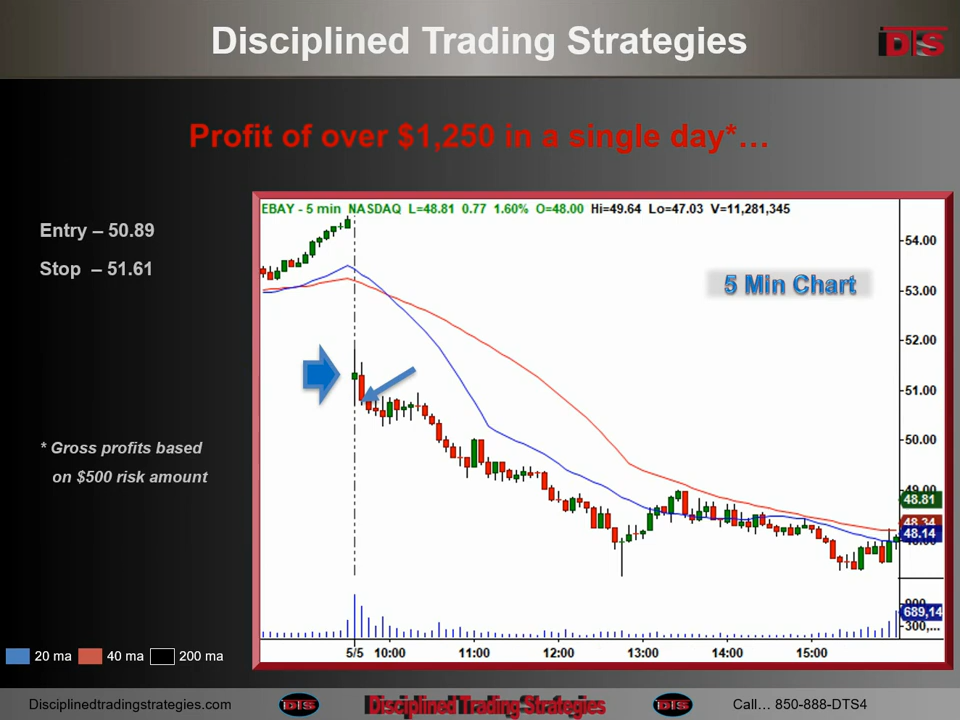 Disciplined Trading Strategies
DTS
Profit of over $1,250 in a single day*…
Entry – 50.89
Stop – 51.61
EBAY - 5 min NASDAQ L=48.81 0.77 1.60% O=48.00 Hi=49.64 Lo=47.03 V=11,281,345
5 Min Chart
54.00
53.00
52.00
51.00
50.00
49.00
48.81
48.34
48.14
689,14
300,...
* Gross profits based
on $500 risk amount
5/5 10:00 11:00 12:00 13:00 14:00 15:00
20 ma 40 ma 200 ma
Disciplinedtradingstrategies.com DTS Disciplined Trading Strategies DTS Call… 850-888-DTS4